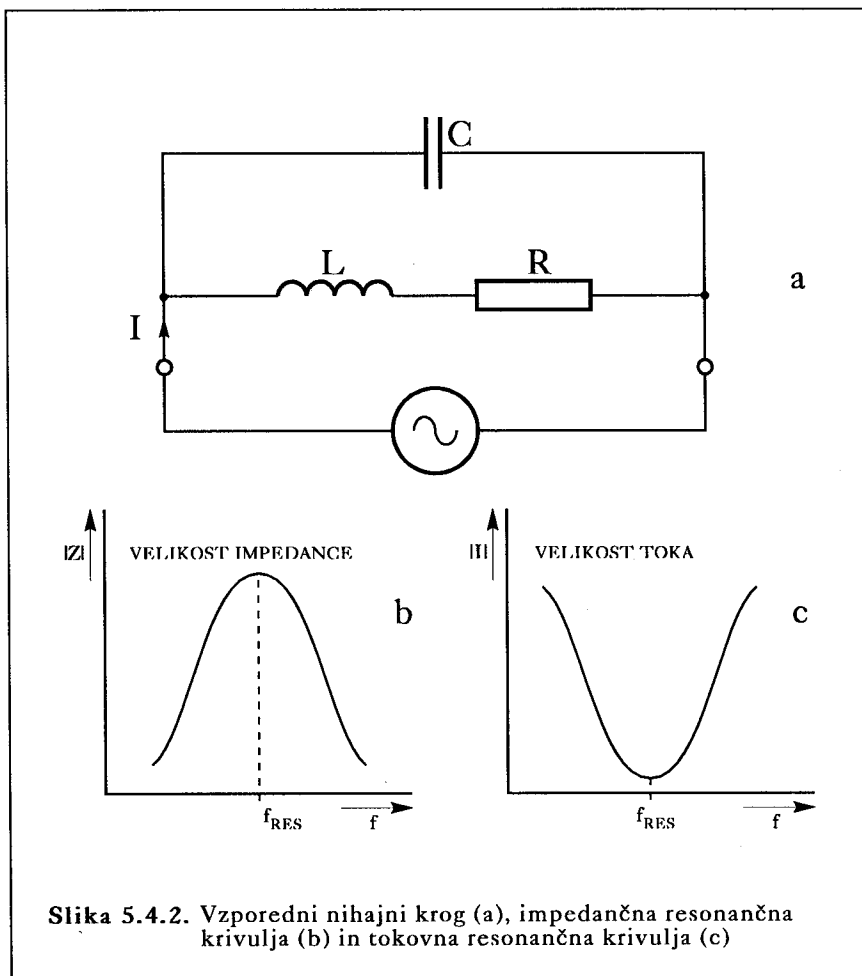 C
L
R
a
I
|Z|
VELIKOST IMPEDANCE
b
f_RES
f
|I|
VELIKOST TOKA
c
f_RES
f
Slika 5.4.2. Vzporedni nihajni krog (a), impedančna resonančna
krivulja (b) in tokovna resonančna krivulja (c)